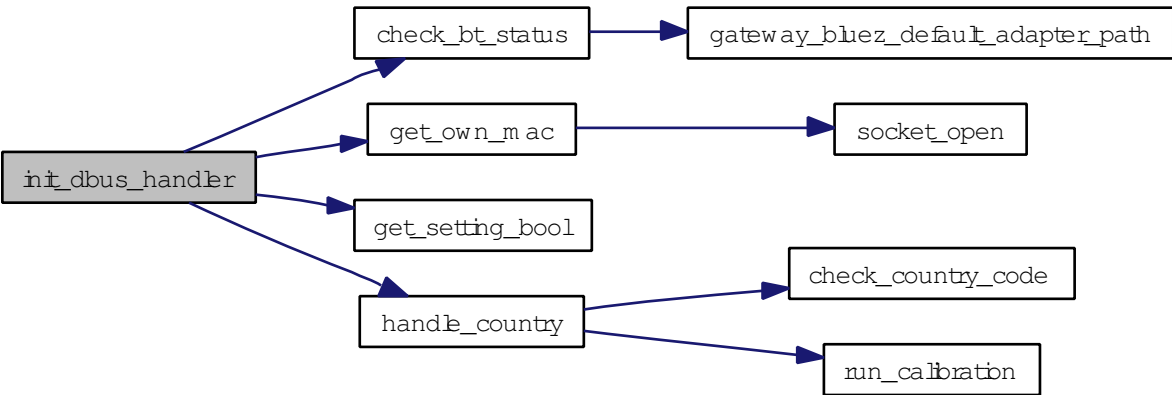 check_bt_status
gateway_bluez_default_adapter_path
get_own_mac
socket_open
init_dbus_handler
get_setting_bool
check_country_code
handle_country
run_calibration